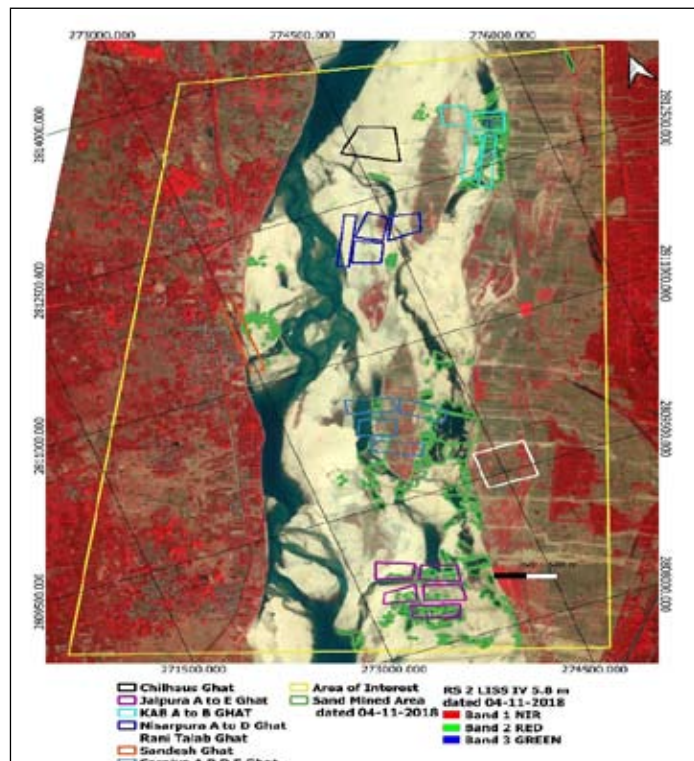 273000.000 274500.000 276000.000
2814000.000
2812500.000
2812500.000
2811000.000
2811000.000
2809500.000
2809500.000
2808000.000
271500.000 273000.000 274500.000
Chilhaus Ghat
Jaipura A to E Ghat
KAB A to B GHAT
Nisarpura A to D Ghat
Rani Talab Ghat
Sandesh Ghat
Area of Interest
Sand Mined Area
dated 04-11-2018
RS 2 LISS IV 5.8 m
dated 04-11-2018
Band 1 NIR
Band 2 RED
Band 3 GREEN